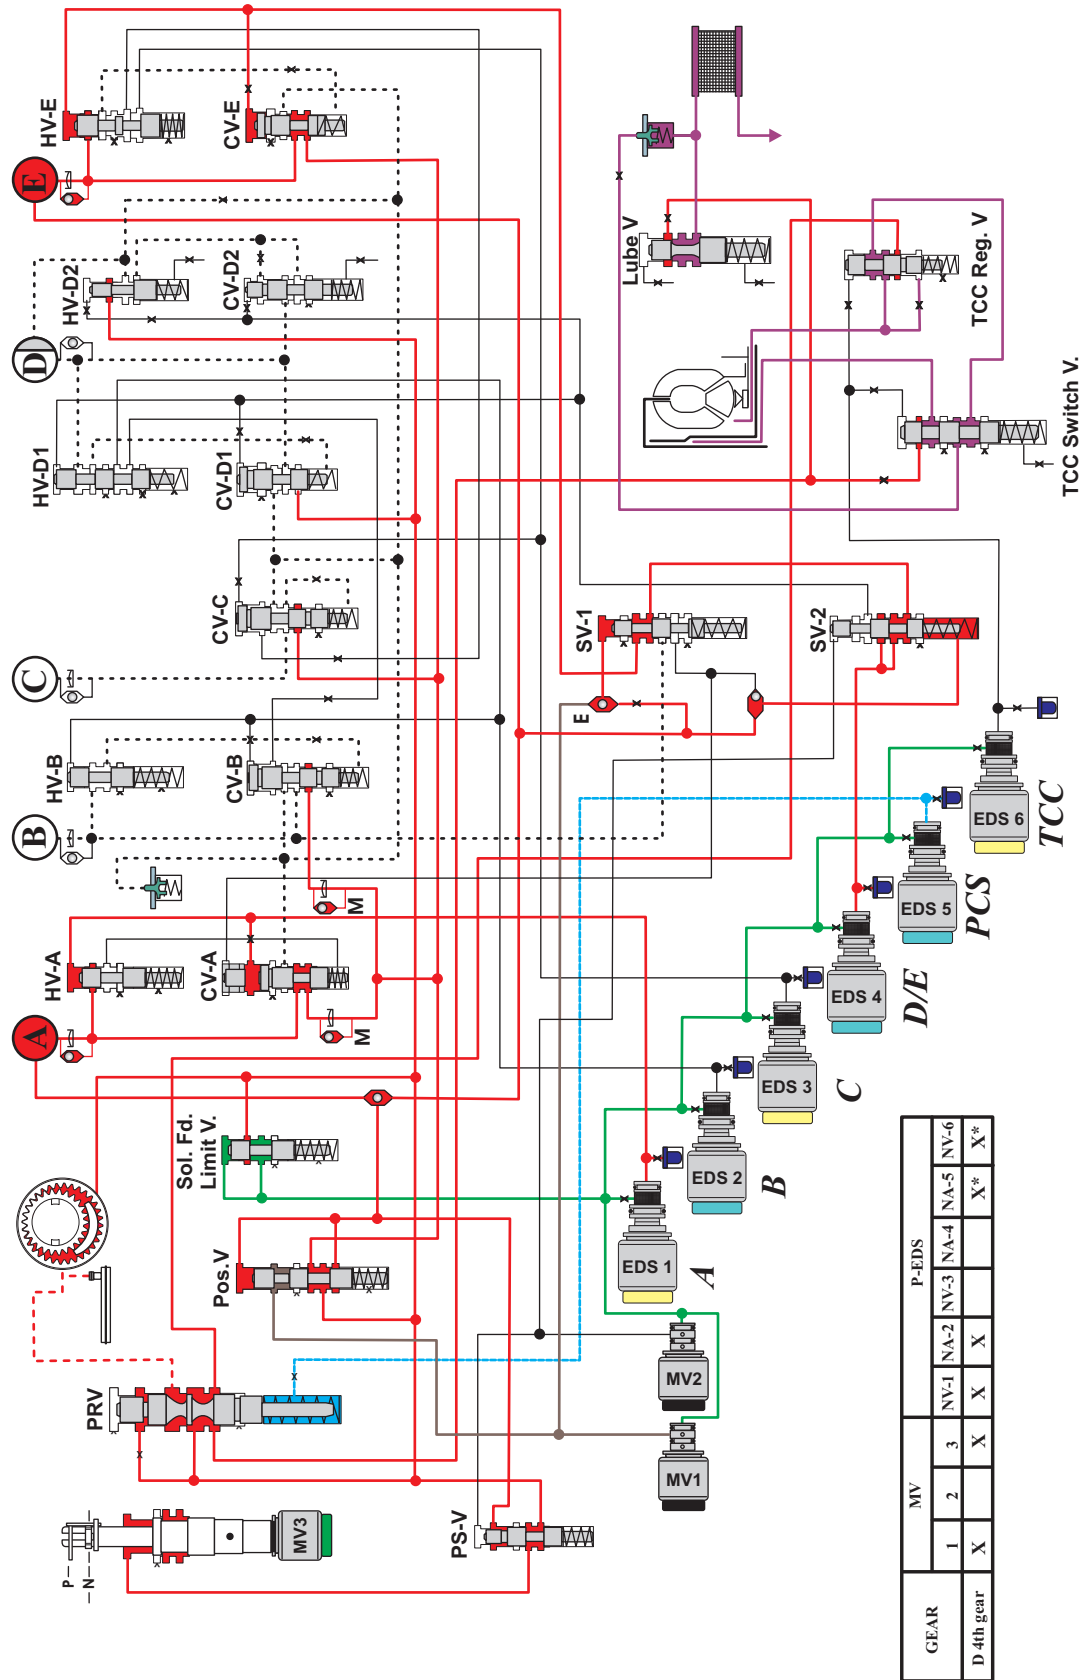 P
N
MV3
PRV
A
B
C
D
E
HV-A
HV-B
HV-D1
HV-D2
HV-E
Pos.V
Sol. Fd.
Limit V.
CV-A
CV-B
CV-C
CV-D1
CV-D2
CV-E
M
M
PS-V
E
SV-1
SV-2
Lube V
TCC Reg. V
TCC Switch V.
MV1
MV2
EDS 1
EDS 2
EDS 3
EDS 4
EDS 5
EDS 6
A
B
C
D/E
PCS
TCC
GEAR MV P-EDS
1 2 3 NV-1 NA-2 NV-3 NA-4 NA-5 NV-6
D 4th gear X X X X X* X*